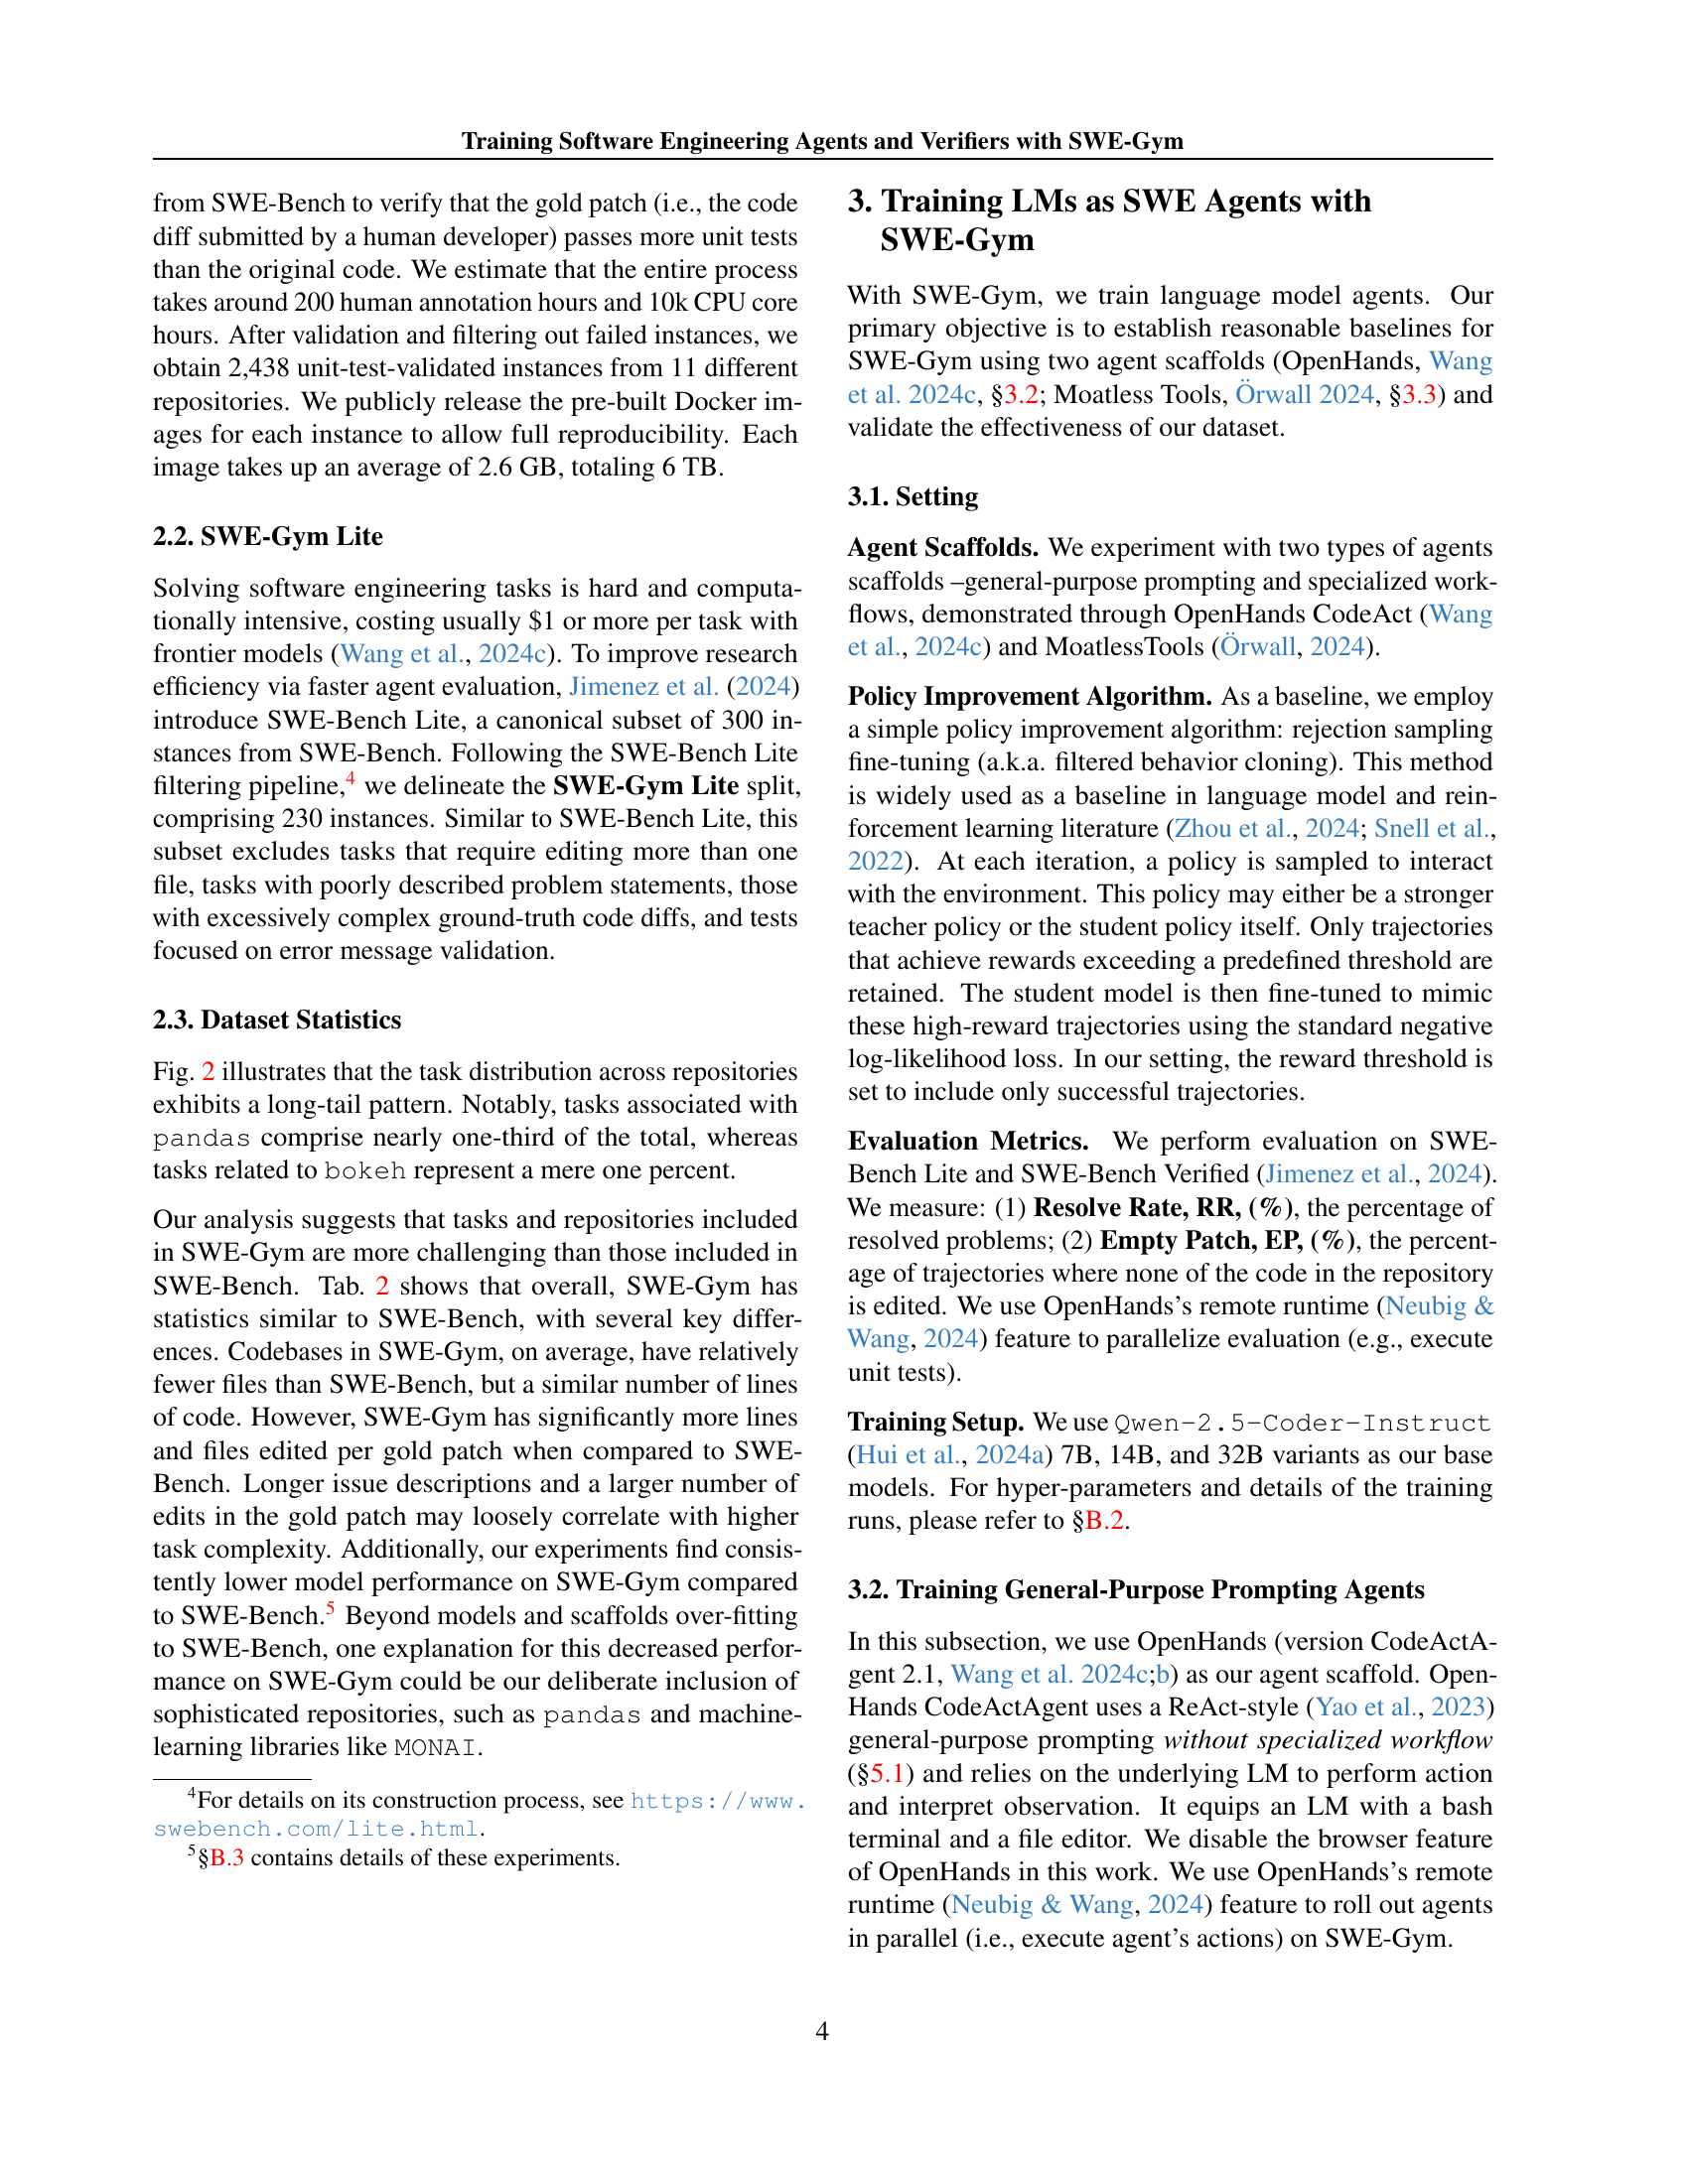 Training Software Engineering Agents and Verifiers with SWE-Gym
from SWE-Bench to verify that the gold patch (i.e., the code
diff submitted by a human developer) passes more unit tests
than the original code. We estimate that the entire process
takes around 200 human annotation hours and 10k CPU core
hours. After validation and filtering out failed instances, we
obtain 2,438 unit-test-validated instances from 11 different
repositories. We publicly release the pre-built Docker im-
ages for each instance to allow full reproducibility. Each
image takes up an average of 2.6 GB, totaling 6 TB.
2.2. SWE-Gym Lite
Solving software engineering tasks is hard and computa-
tionally intensive, costing usually $1 or more per task with
frontier models (Wang et al., 2024c). To improve research
efficiency via faster agent evaluation, Jimenez et al. (2024)
introduce SWE-Bench Lite, a canonical subset of 300 in-
stances from SWE-Bench. Following the SWE-Bench Lite
filtering pipeline,4 we delineate the SWE-Gym Lite split,
comprising 230 instances. Similar to SWE-Bench Lite, this
subset excludes tasks that require editing more than one
file, tasks with poorly described problem statements, those
with excessively complex ground-truth code diffs, and tests
focused on error message validation.
2.3. Dataset Statistics
Fig. 2 illustrates that the task distribution across repositories
exhibits a long-tail pattern. Notably, tasks associated with
pandas comprise nearly one-third of the total, whereas
tasks related to bokeh represent a mere one percent.
Our analysis suggests that tasks and repositories included
in SWE-Gym are more challenging than those included in
SWE-Bench. Tab. 2 shows that overall, SWE-Gym has
statistics similar to SWE-Bench, with several key differ-
ences. Codebases in SWE-Gym, on average, have relatively
fewer files than SWE-Bench, but a similar number of lines
of code. However, SWE-Gym has significantly more lines
and files edited per gold patch when compared to SWE-
Bench. Longer issue descriptions and a larger number of
edits in the gold patch may loosely correlate with higher
task complexity. Additionally, our experiments find consis-
tently lower model performance on SWE-Gym compared
to SWE-Bench.5 Beyond models and scaffolds over-fitting
to SWE-Bench, one explanation for this decreased perfor-
mance on SWE-Gym could be our deliberate inclusion of
sophisticated repositories, such as pandas and machine-
learning libraries like MONAI.
4For details on its construction process, see https://www.
swebench.com/lite.html.
5§B.3 contains details of these experiments.
3. Training LMs as SWE Agents with
SWE-Gym
With SWE-Gym, we train language model agents. Our
primary objective is to establish reasonable baselines for
SWE-Gym using two agent scaffolds (OpenHands, Wang
et al. 2024c, §3.2; Moatless Tools, Örwall 2024, §3.3) and
validate the effectiveness of our dataset.
3.1. Setting
Agent Scaffolds. We experiment with two types of agents
scaffolds –general-purpose prompting and specialized work-
flows, demonstrated through OpenHands CodeAct (Wang
et al., 2024c) and MoatlessTools (Örwall, 2024).
Policy Improvement Algorithm. As a baseline, we employ
a simple policy improvement algorithm: rejection sampling
fine-tuning (a.k.a. filtered behavior cloning). This method
is widely used as a baseline in language model and rein-
forcement learning literature (Zhou et al., 2024; Snell et al.,
2022). At each iteration, a policy is sampled to interact
with the environment. This policy may either be a stronger
teacher policy or the student policy itself. Only trajectories
that achieve rewards exceeding a predefined threshold are
retained. The student model is then fine-tuned to mimic
these high-reward trajectories using the standard negative
log-likelihood loss. In our setting, the reward threshold is
set to include only successful trajectories.
Evaluation Metrics. We perform evaluation on SWE-
Bench Lite and SWE-Bench Verified (Jimenez et al., 2024).
We measure: (1) Resolve Rate, RR, (%), the percentage of
resolved problems; (2) Empty Patch, EP, (%), the percent-
age of trajectories where none of the code in the repository
is edited. We use OpenHands's remote runtime (Neubig &
Wang, 2024) feature to parallelize evaluation (e.g., execute
unit tests).
Training Setup. We use Qwen-2.5-Coder-Instruct
(Hui et al., 2024a) 7B, 14B, and 32B variants as our base
models. For hyper-parameters and details of the training
runs, please refer to §B.2.
3.2. Training General-Purpose Prompting Agents
In this subsection, we use OpenHands (version CodeActA-
gent 2.1, Wang et al. 2024c;b) as our agent scaffold. Open-
Hands CodeActAgent uses a ReAct-style (Yao et al., 2023)
general-purpose prompting without specialized workflow
(§5.1) and relies on the underlying LM to perform action
and interpret observation. It equips an LM with a bash
terminal and a file editor. We disable the browser feature
of OpenHands in this work. We use OpenHands's remote
runtime (Neubig & Wang, 2024) feature to roll out agents
in parallel (i.e., execute agent's actions) on SWE-Gym.
4